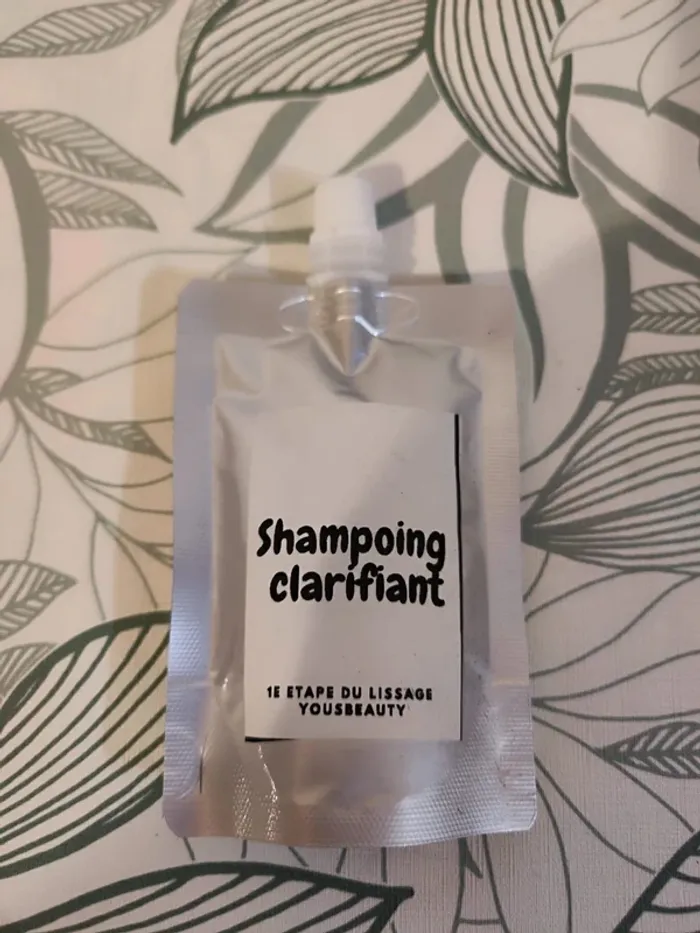 Shampoing
clarifiant
1E ETAPE DU LISSAGE
YOUSBEAUTY